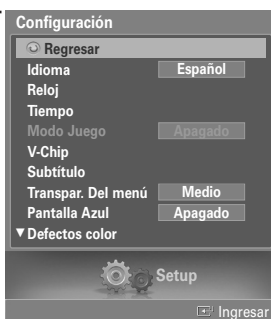 Configuración
Regresar
Idioma Español
Reloj
Tiempo
Modo Juego Apagado
V-Chip
Subtítulo
Transpar. Del menú Medio
Pantalla Azul Apagado
▼Defectos color
Setup
Ingresar